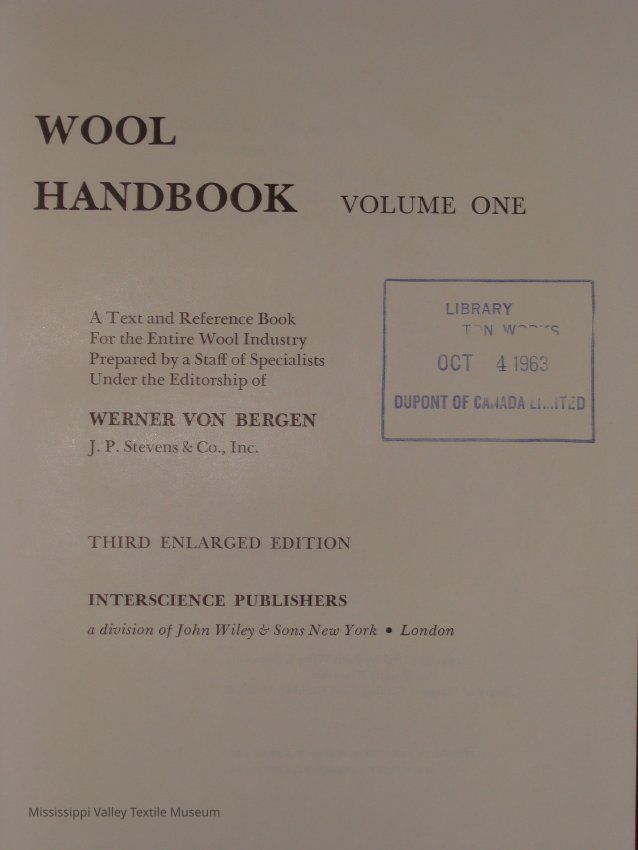 WOOL
HANDBOOK VOLUME ONE
A Text and Reference Book
For the Entire Wool Industry
Prepared by a Staff of Specialists
Under the Editorship of
WERNER VON BERGEN
J. P. Stevens & Co., Inc.
LIBRARY
OCT 4 1963
DUPONT OF CANADA
THIRD ENLARGED EDITION
INTERSCIENCE PUBLISHERS
a division of John Wiley & Sons New York • London
Mississippi Valley Textile Museum